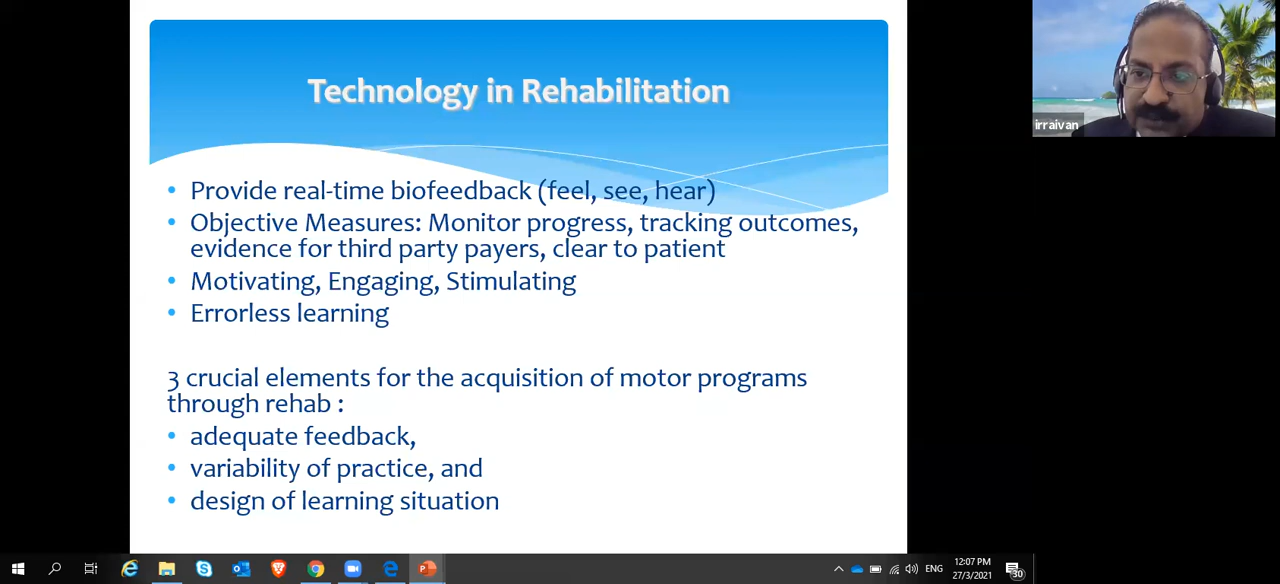 Technology in Rehabilitation
irraivan
• Provide real-time biofeedback (feel, see, hear)
• Objective Measures: Monitor progress, tracking outcomes,
evidence for third party payers, clear to patient
• Motivating, Engaging, Stimulating
• Errorless learning
3 crucial elements for the acquisition of motor programs
through rehab :
• adequate feedback,
• variability of practice, and
• design of learning situation
ENG
12:07 PM
27/3/2021
30